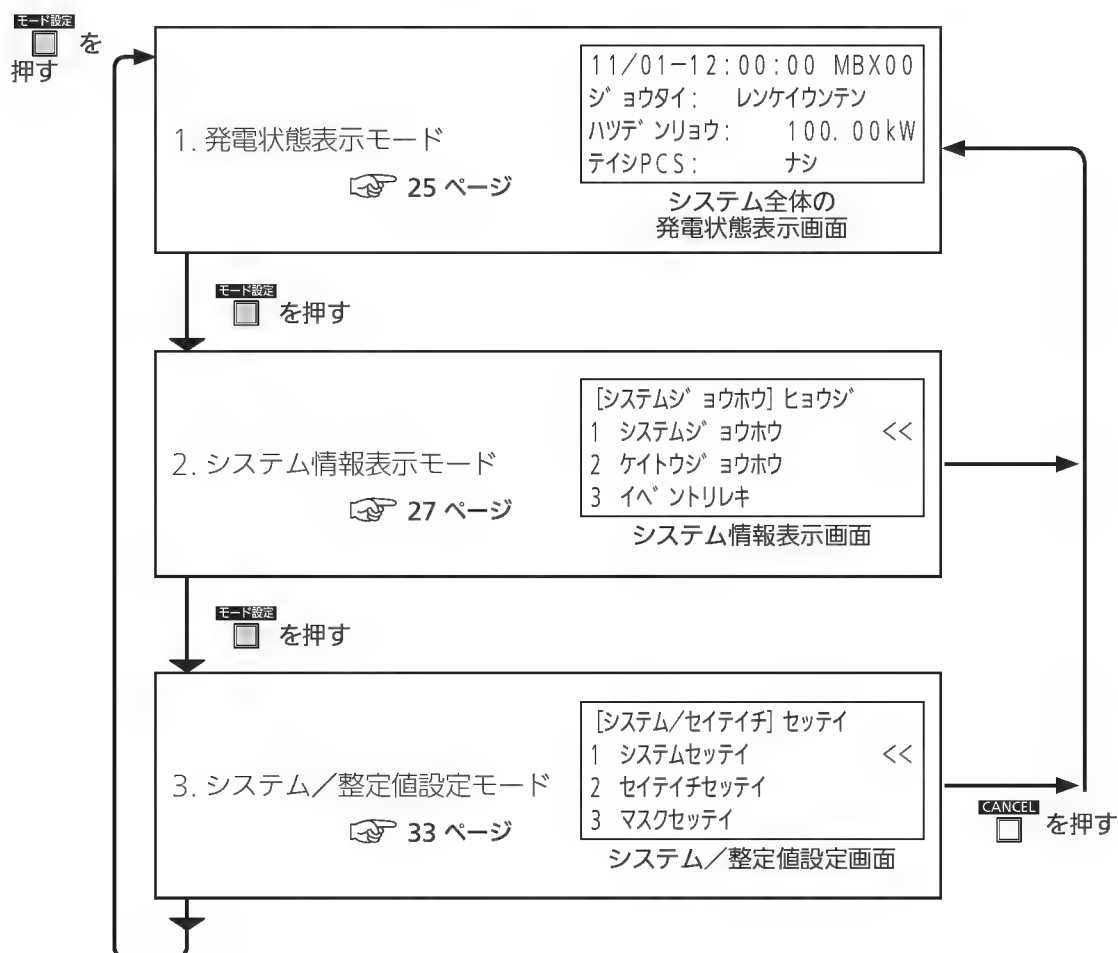 モード設定
を
押す
1. 発電状態表示モード
☞ 25 ページ
11/01-12:00:00 MBX00
ジョウタイ: レンケイウンテン
ハツデンリョウ: 100.00kW
テイシPCS: ナシ
システム全体の
発電状態表示画面
モード設定
を押す
2. システム情報表示モード
☞ 27 ページ
[システムジョウホウ] ヒョウジ
1 システムジョウホウ <<
2 ケイトウジョウホウ
3 イベントリレキ
システム情報表示画面
モード設定
を押す
3. システム/整定値設定モード
☞ 33 ページ
[システム/セイテイチ] セッテイ
1 システムセッテイ <<
2 セイテイチセッテイ
3 マスクセッテイ
システム/整定値設定画面
CANCEL
を押す